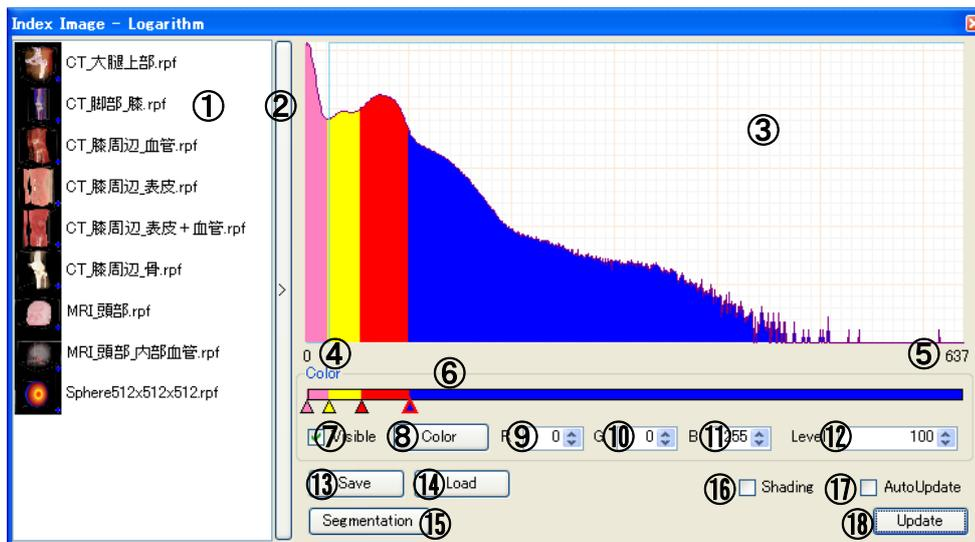 Index Image - Logarithm
CT_大腿上部.rpf
CT_脚部_膝.rpf
①
②
③
CT_膝周辺_血管.rpf
CT_膝周辺_表皮.rpf
CT_膝周辺_表皮+血管.rpf
CT_膝周辺_骨.rpf
>
MRI_頭部.rpf
MRI_頭部_内部血管.rpf
Sphere512x512x512.rpf
0
④
⑤
637
Color
⑥
⑦ Visible
⑧ Color
R ⑨ 0
G ⑩ 0
B ⑪ 255
Level ⑫ 100
⑬ Save
⑭ Load
⑯ Shading
⑰ AutoUpdate
Segmentation ⑮
⑱ Update